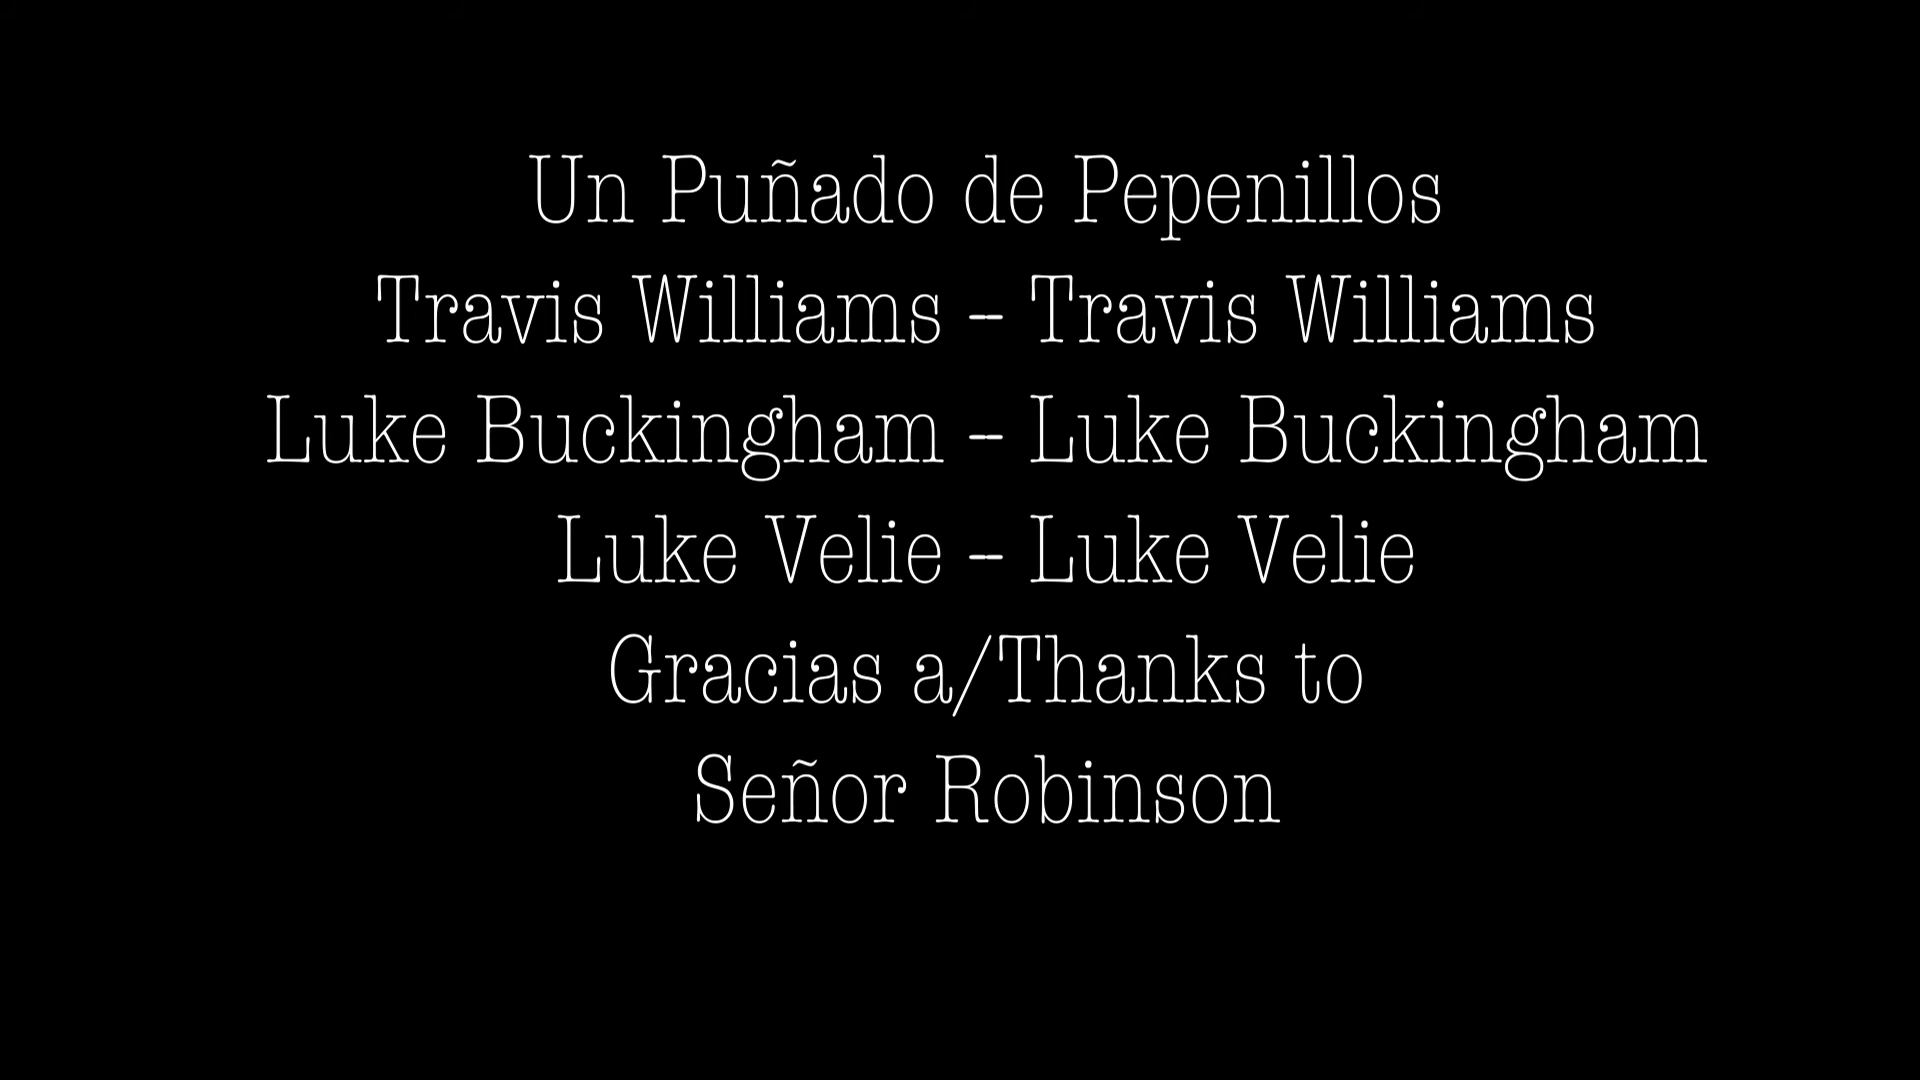 Un Puñado de Pepenillos
Travis Williams – Travis Williams
Luke Buckingham – Luke Buckingham
Luke Velie – Luke Velie
Gracias a/Thanks to
Señor Robinson